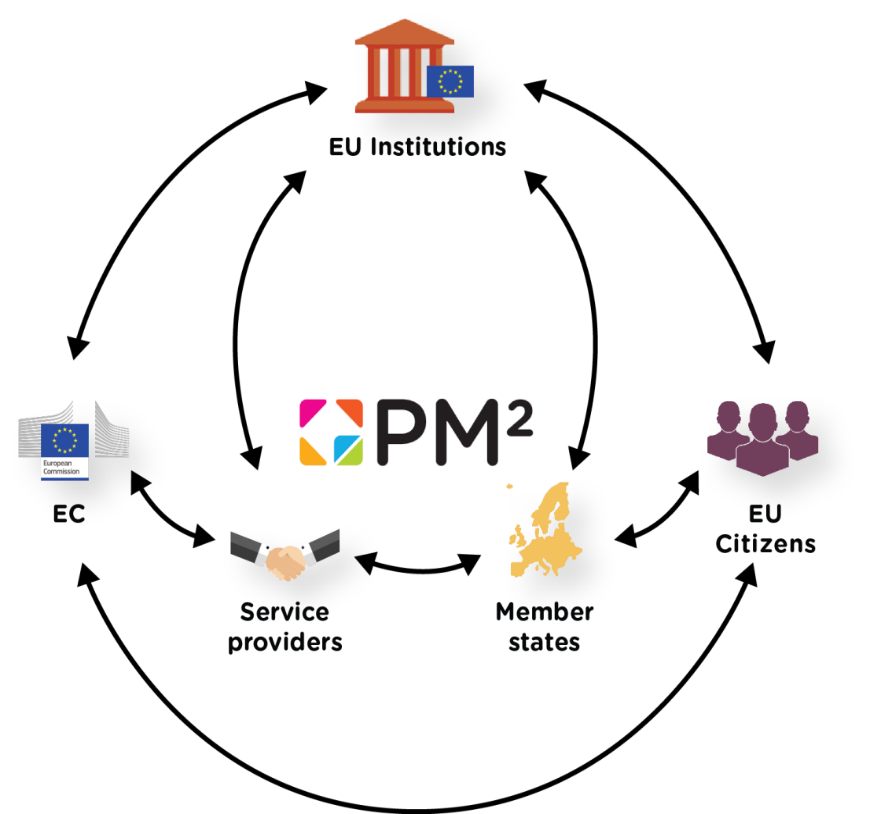 EU Institutions
PM²
European
Commission
EC
EU
Citizens
Service
providers
Member
states